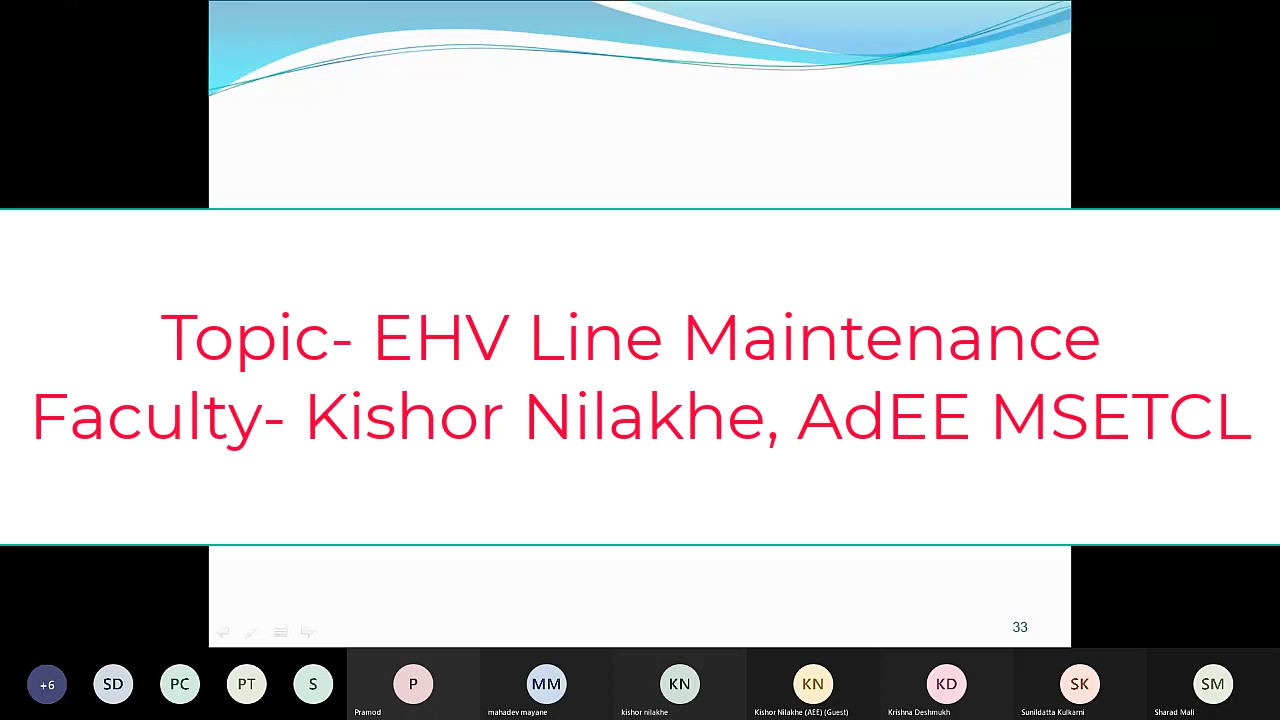 Topic- EHV Line Maintenance
Faculty- Kishor Nilakhe, AdEE MSETCL
33
+6
SD
PC
PT
S
P
MM
KN
KN
KD
SK
SM
Pramod
mahadev mayane
kishor nilakhe
Kishor Nilakhe (AEE) (Guest)
Krishna Deshmukh
Sunildatta Kulkarni
Sharad Mali